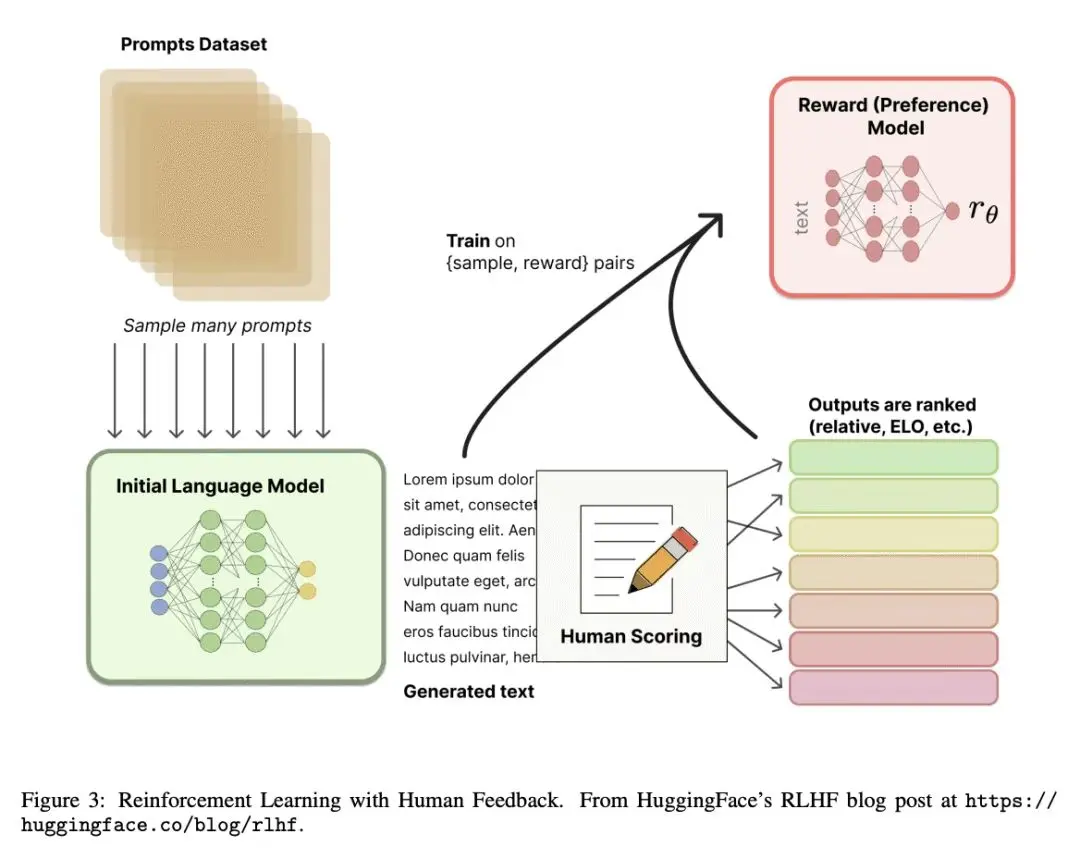 Prompts Dataset
Reward (Preference)
Model
text
rθ
Train on
{sample, reward} pairs
Sample many prompts
Initial Language Model
Outputs are ranked
(relative, ELO, etc.)
Lorem ipsum dolor
sit amet, consectet
adipiscing elit. Aen
Donec quam felis
vulputate eget, arc
Nam quam nunc
eros faucibus tincid
luctus pulvinar, her
Human Scoring
Generated text
Figure 3: Reinforcement Learning with Human Feedback. From HuggingFace's RLHF blog post at https://
huggingface.co/blog/rlhf.